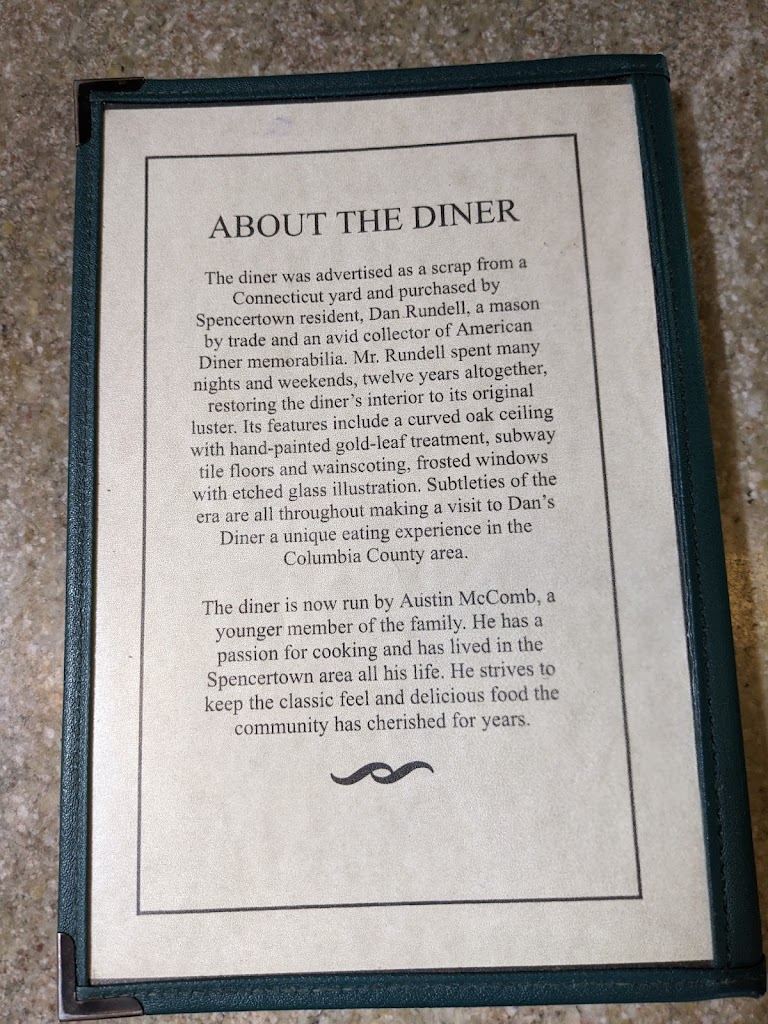 ABOUT THE DINER
The diner was advertised as a scrap from a
Connecticut yard and purchased by
Spencertown resident, Dan Rundell, a mason
by trade and an avid collector of American
Diner memorabilia. Mr. Rundell spent many
nights and weekends, twelve years altogether,
restoring the diner's interior to its original
luster. Its features include a curved oak ceiling
with hand-painted gold-leaf treatment, subway
tile floors and wainscoting, frosted windows
with etched glass illustration. Subtleties of the
era are all throughout making a visit to Dan's
Diner a unique eating experience in the
Columbia County area.
The diner is now run by Austin McComb, a
younger member of the family. He has a
passion for cooking and has lived in the
Spencertown area all his life. He strives to
keep the classic feel and delicious food the
community has cherished for years.